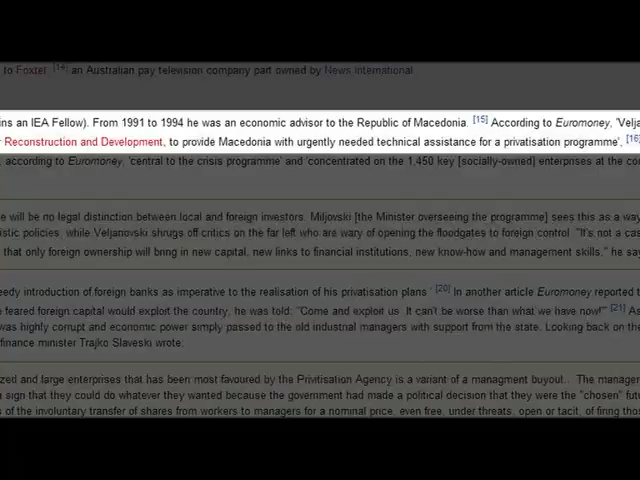 to Foxtel, [14] an Australian pay television company part owned by News International
ins an IEA Fellow). From 1991 to 1994 he was an economic advisor to the Republic of Macedonia. [15] According to Euromoney, 'Velja
Reconstruction and Development, to provide Macedonia with urgently needed technical assistance for a privatisation programme', [16]
, according to Euromoney, 'central to the crisis programme' and 'concentrated on the 1,450 key [socially-owned] enterprises at the co
e will be no legal distinction between local and foreign investors. Miljovski [the Minister overseeing the programme] sees this as a way
istic policies, while Veljanovski shrugs off critics on the far left who are wary of opening the floodgates to foreign control. "It's not a cas
that only foreign ownership will bring in new capital, new links to financial institutions, new know-how and management skills," he say
eedy introduction of foreign banks as imperative to the realisation of his privatisation plans ' [20] In another article Euromoney reported t
e feared foreign capital would exploit the country, he was told: "Come and exploit us. It can't be worse than what we have now!"' [21] As
was highly corrupt and economic power simply passed to the old industrial managers with support from the state. Looking back on the
finance minister Trajko Slaveski wrote:
zed and large enterprises that has been most favoured by the Privitisation Agency is a variant of a managment buyout... The manager
a sign that they could do whatever they wanted because the government had made a political decision that they were the "chosen" futu
s of the involuntary transfer of shares from workers to managers for a nominal price, even free, under threats, open or tacit, of firing thos